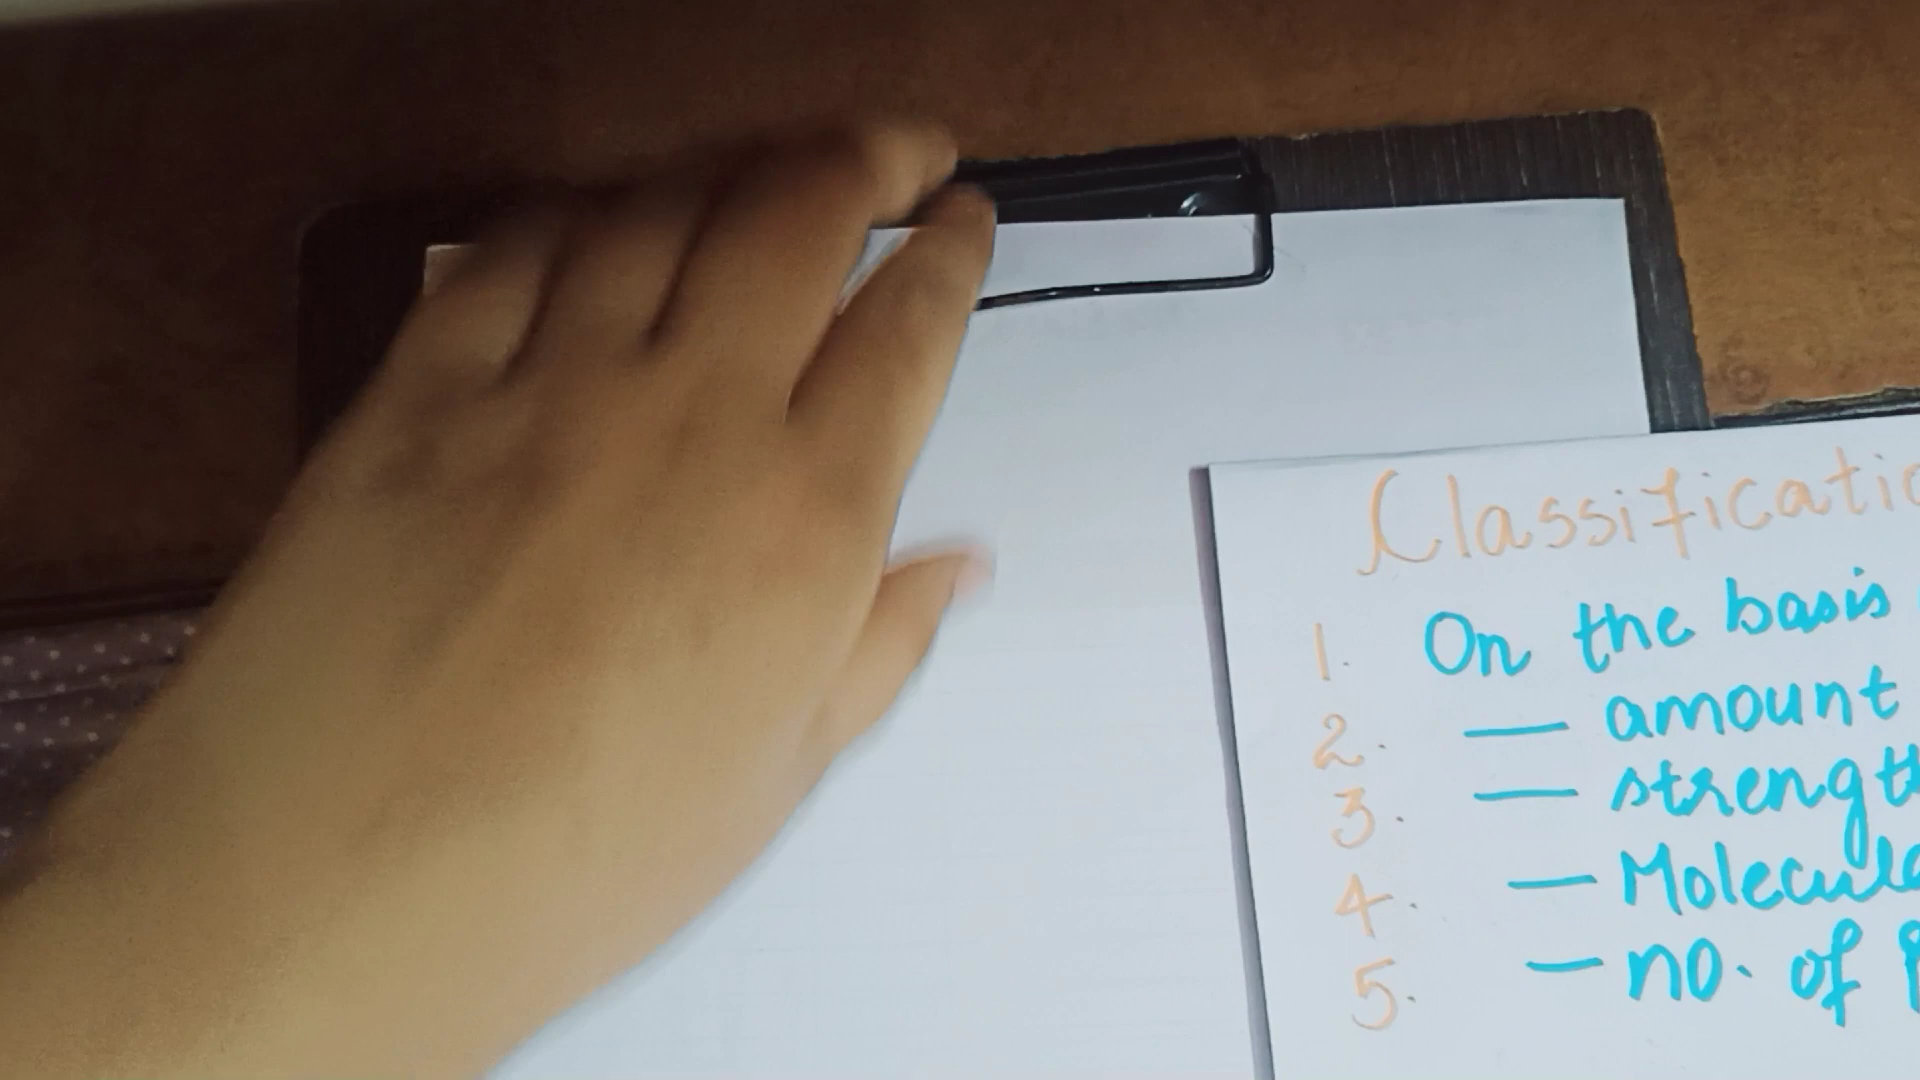 Classificatio
1. On the basis
2. — amount
3. — strength
4. — Molecula
5. — no. of